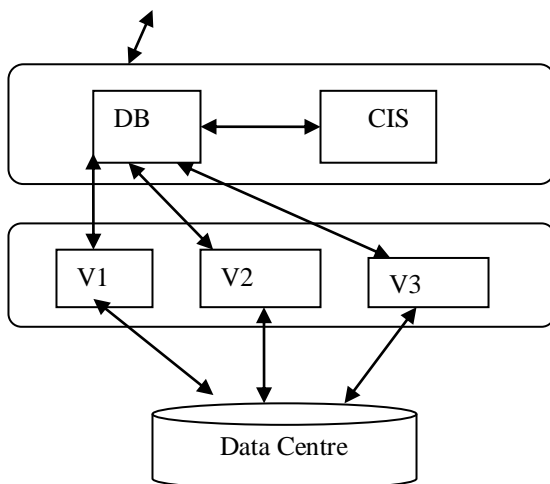 DB
CIS
V1
V2
V3
Data Centre